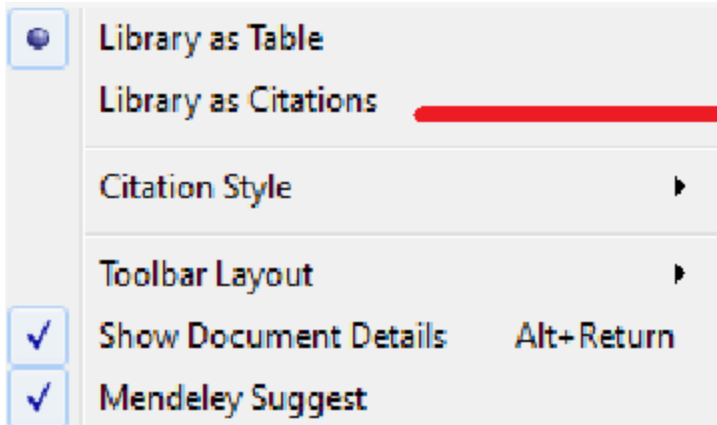 Library as Table
Library as Citations
Citation Style
Toolbar Layout
Show Document Details Alt+Return
Mendeley Suggest